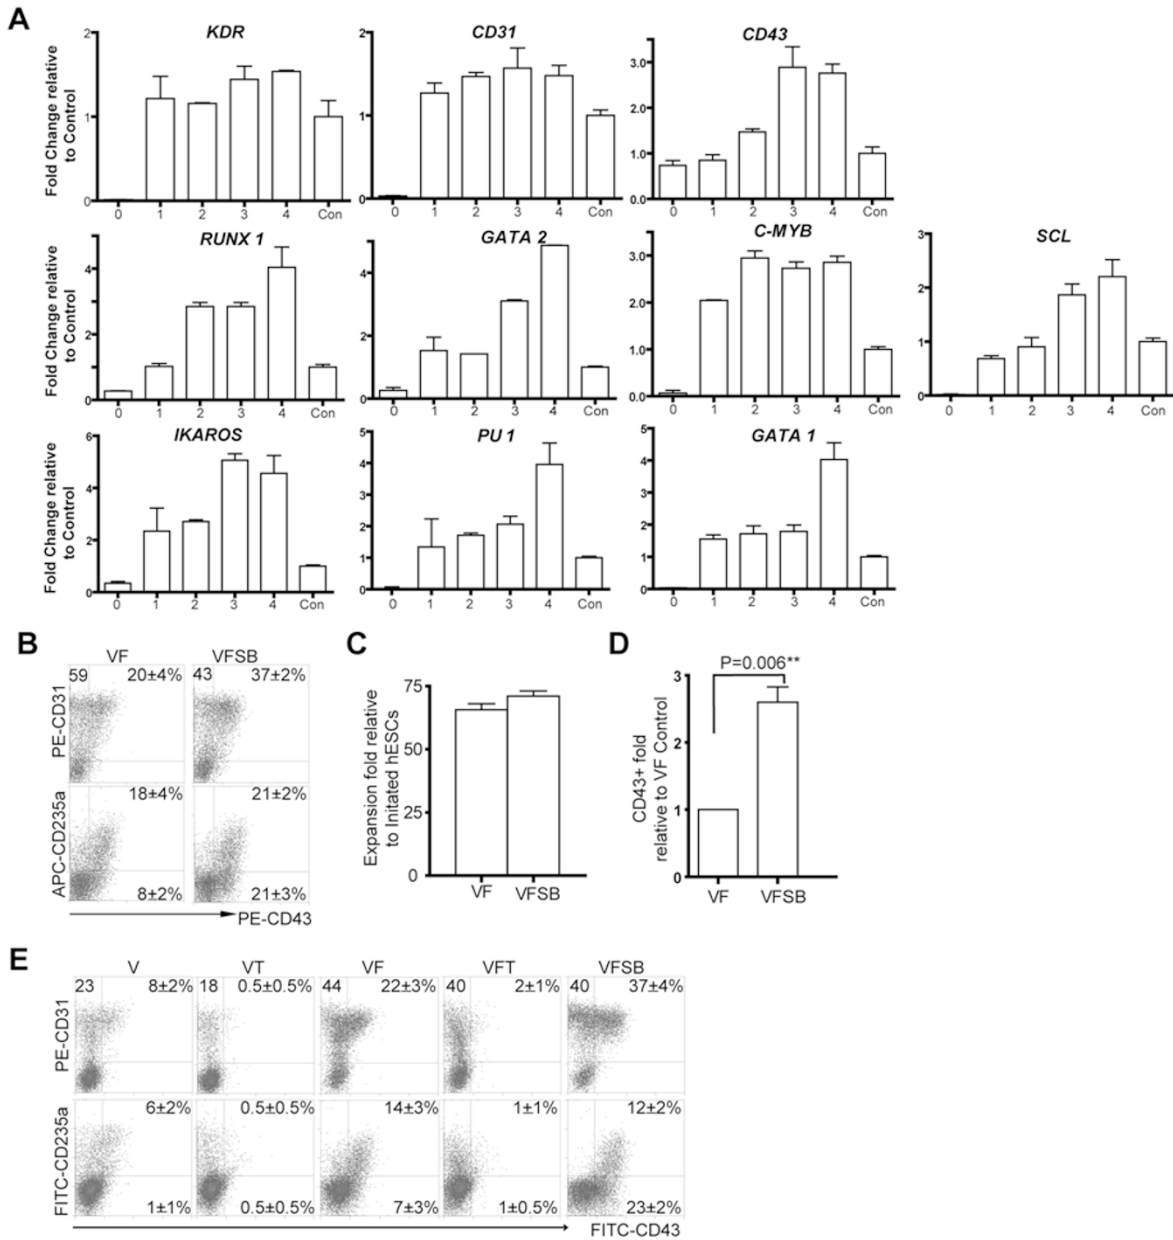 A
KDR
CD31
CD43
Fold Change relative
to Control
2
1
0
0 1 2 3 4 Con
2
1
0
0 1 2 3 4 Con
3.0
2.0
1.0
0.0
0 1 2 3 4 Con
RUNX 1
GATA 2
C-MYB
SCL
Fold Change relative
to Control
4
2
0
0 1 2 3 4 Con
4
2
0
0 1 2 3 4 Con
3.0
2.0
1.0
0.0
0 1 2 3 4 Con
3
2
1
0
0 1 2 3 4 Con
IKAROS
PU 1
GATA 1
Fold Change relative
to Control
6
4
2
0
0 1 2 3 4 Con
5
4
3
2
1
0
0 1 2 3 4 Con
5
4
3
2
1
0
0 1 2 3 4 Con
B
VF VFSB
59 20±4% 43 37±2%
PE-CD31
18±4% 21±2%
APC-CD235a
8±2% 21±3%
PE-CD43
C
Expansion fold relative
to Initated hESCs
75
50
25
0
VF VFSB
D
P=0.006**
CD43+ fold
relative to VF Control
3
2
1
0
VF VFSB
E
V VT VF VFT VFSB
23 8±2% 18 0.5±0.5% 44 22±3% 40 2±1% 40 37±4%
PE-CD31
6±2% 0.5±0.5% 14±3% 1±1% 12±2%
FITC-CD235a
1±1% 0.5±0.5% 7±3% 1±0.5% 23±2%
FITC-CD43